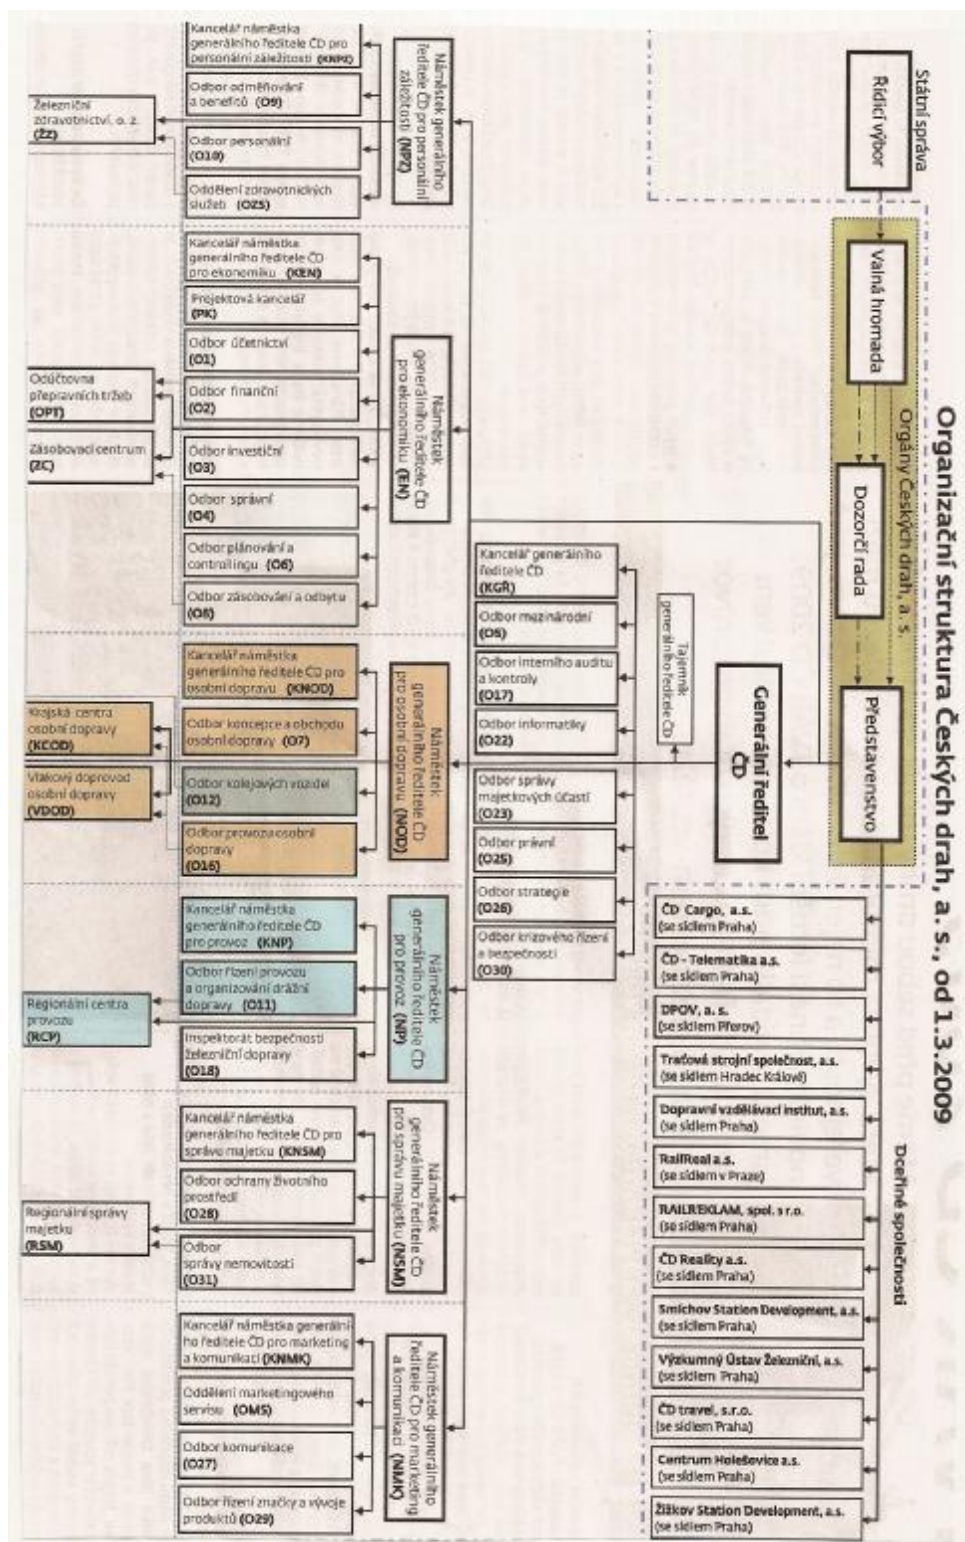 Organizační struktura Českých drah, a. s., od 1.3.2009
Státní správa
Řídicí výbor
Orgány Českých drah, a. s.
Valná hromada
Dozorčí rada
Představenstvo
Generální ředitel
ČD
Tajemník
generálního ředitele ČD
Dceřiné společnosti
ČD Cargo, a.s.
(se sídlem Praha)
ČD - Telematika a.s.
(se sídlem Praha)
DPOV, a. s.
(se sídlem Přerov)
Traťová strojní společnost, a.s.
(se sídlem Hradec Králové)
Dopravní vzdělávací institut, a.s.
(se sídlem Praha)
RailReal a.s.
(se sídlem v Praze)
RAILREKLAM, spol. s r.o.
(se sídlem Praha)
ČD Reality a.s.
(se sídlem Praha)
Smíchov Station Development, a.s.
(se sídlem Praha)
Výzkumný Ústav Železniční, a.s.
(se sídlem Praha)
ČD travel, s.r.o.
(se sídlem Praha)
Centrum Holešovice a.s.
(se sídlem Praha)
Žižkov Station Development, a.s.
(se sídlem Praha)
Kancelář generálního
ředitele ČD
(KGŘ)
Odbor mezinárodní
(O5)
Odbor interního auditu
a kontroly
(O17)
Odbor informatiky
(O22)
Odbor správy
majetkových účastí
(O23)
Odbor právní
(O25)
Odbor strategie
(O26)
Odbor krizového řízení
a bezpečnosti
(O30)
Náměstek generálního
ředitele ČD pro personální
záležitosti (NPZ)
Kancelář náměstka
generálního ředitele ČD pro
personální záležitosti (KNPZ)
Odbor odměňování
a benefitů (O9)
Odbor personální
(O10)
Oddělení zdravotnických
služeb (OZS)
Železniční
zdravotnictví, o. z.
(ŽZ)
Náměstek
generálního ředitele ČD
pro ekonomiku (EN)
Kancelář náměstka
generálního ředitele ČD
pro ekonomiku (KEN)
Projektová kancelář
(PK)
Odbor účetnictví
(O1)
Odbor finanční
(O2)
Odbor investiční
(O3)
Odbor správní
(O4)
Odbor plánování a
controllingu (O6)
Odbor zásobování a odbytu
(O8)
Odúčtovna
přepravních tržeb
(OPT)
Zásobovací centrum
(ZC)
Náměstek
generálního ředitele ČD
pro osobní dopravu (NOD)
Kancelář náměstka
generálního ředitele ČD pro
osobní dopravu (KNOD)
Odbor koncepce a obchodo
osobní dopravy (O7)
Odbor kolejových vozidel
(O12)
Odbor provozu osobní
dopravy
(O16)
Krajská centra
osobní dopravy
(KCOD)
Vlakový doprovod
osobní dopravy
(VDOD)
Náměstek
generálního ředitele ČD
pro provoz (NP)
Kancelář náměstka
generálního ředitele ČD
pro provoz (KNP)
Odbor řízení provozu
a organizování drážní
dopravy (O11)
Inspektorát bezpečnosti
železniční dopravy
(O18)
Regionální centra
provozu
(RCP)
Náměstek
generálního ředitele ČD
pro správu majetku (NSM)
Kancelář náměstka
generálního ředitele ČD pro
správu majetku (KNSM)
Odbor ochrany životního
prostředí
(O28)
Odbor
správy nemovitostí
(O31)
Regionální správy
majetku
(RSM)
Náměstek generálního
ředitele ČD pro marketing
a komunikaci (NMK)
Kancelář náměstka generální
ho ředitele ČD pro marketing
a komunikaci (KNMK)
Oddělení marketingového
servisu (OMS)
Odbor komunikace
(O27)
Odbor řízení značky a vývoje
produktů (O29)